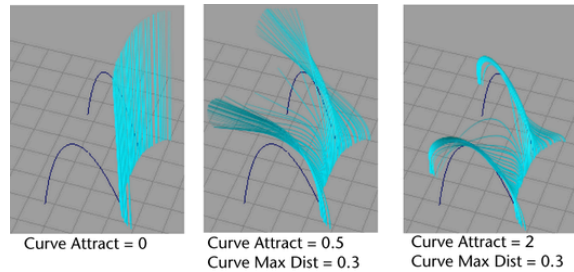 Curve Attract = 0
Curve Attract = 0.5
Curve Max Dist = 0.3
Curve Attract = 2
Curve Max Dist = 0.3